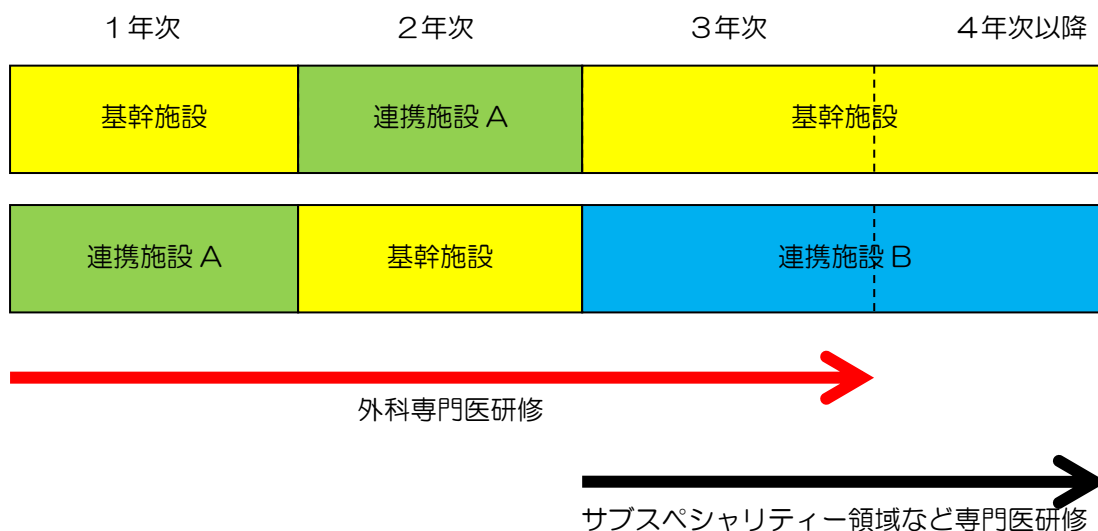 １年次 ２年次 ３年次 ４年次以降
基幹施設 連携施設 A 基幹施設
連携施設 A 基幹施設 連携施設 B
外科専門医研修
サブスペシャリティー領域など専門医研修